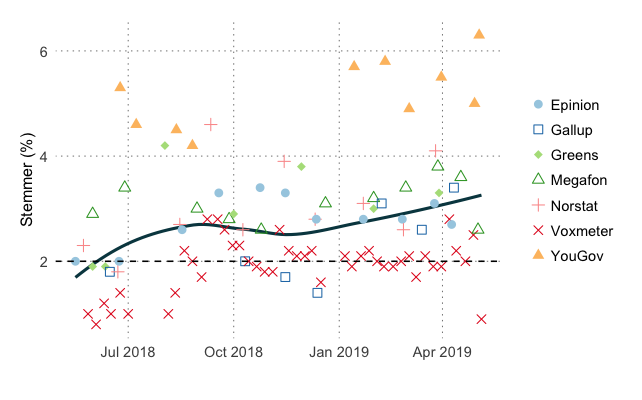 Stemmer (%)
6
4
2
Jul 2018
Oct 2018
Jan 2019
Apr 2019
Epinion
Gallup
Greens
Megafon
Norstat
Voxmeter
YouGov